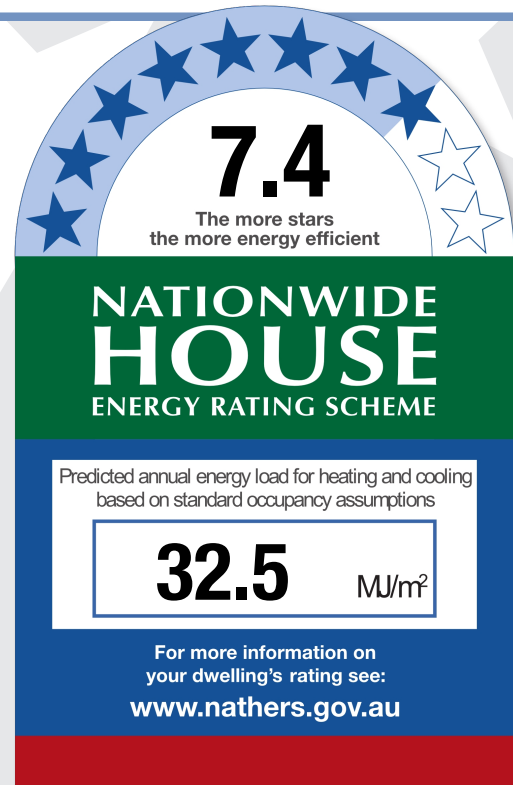 7.4
The more stars
the more energy efficient
NATIONWIDE
HOUSE
ENERGY RATING SCHEME
Predicted annual energy load for heating and cooling
based on standard occupancy assumptions
32.5 MJ/m²
For more information on
your dwelling's rating see:
www.nathers.gov.au